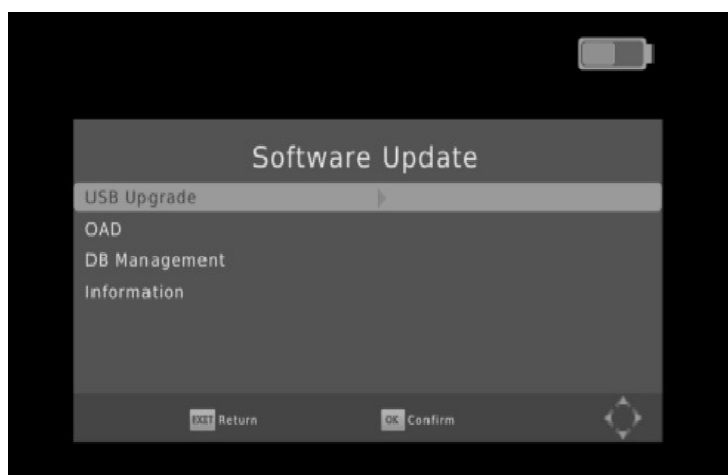 Software Update
USB Upgrade
OAD
DB Management
Information
EXIT Return OK Confirm